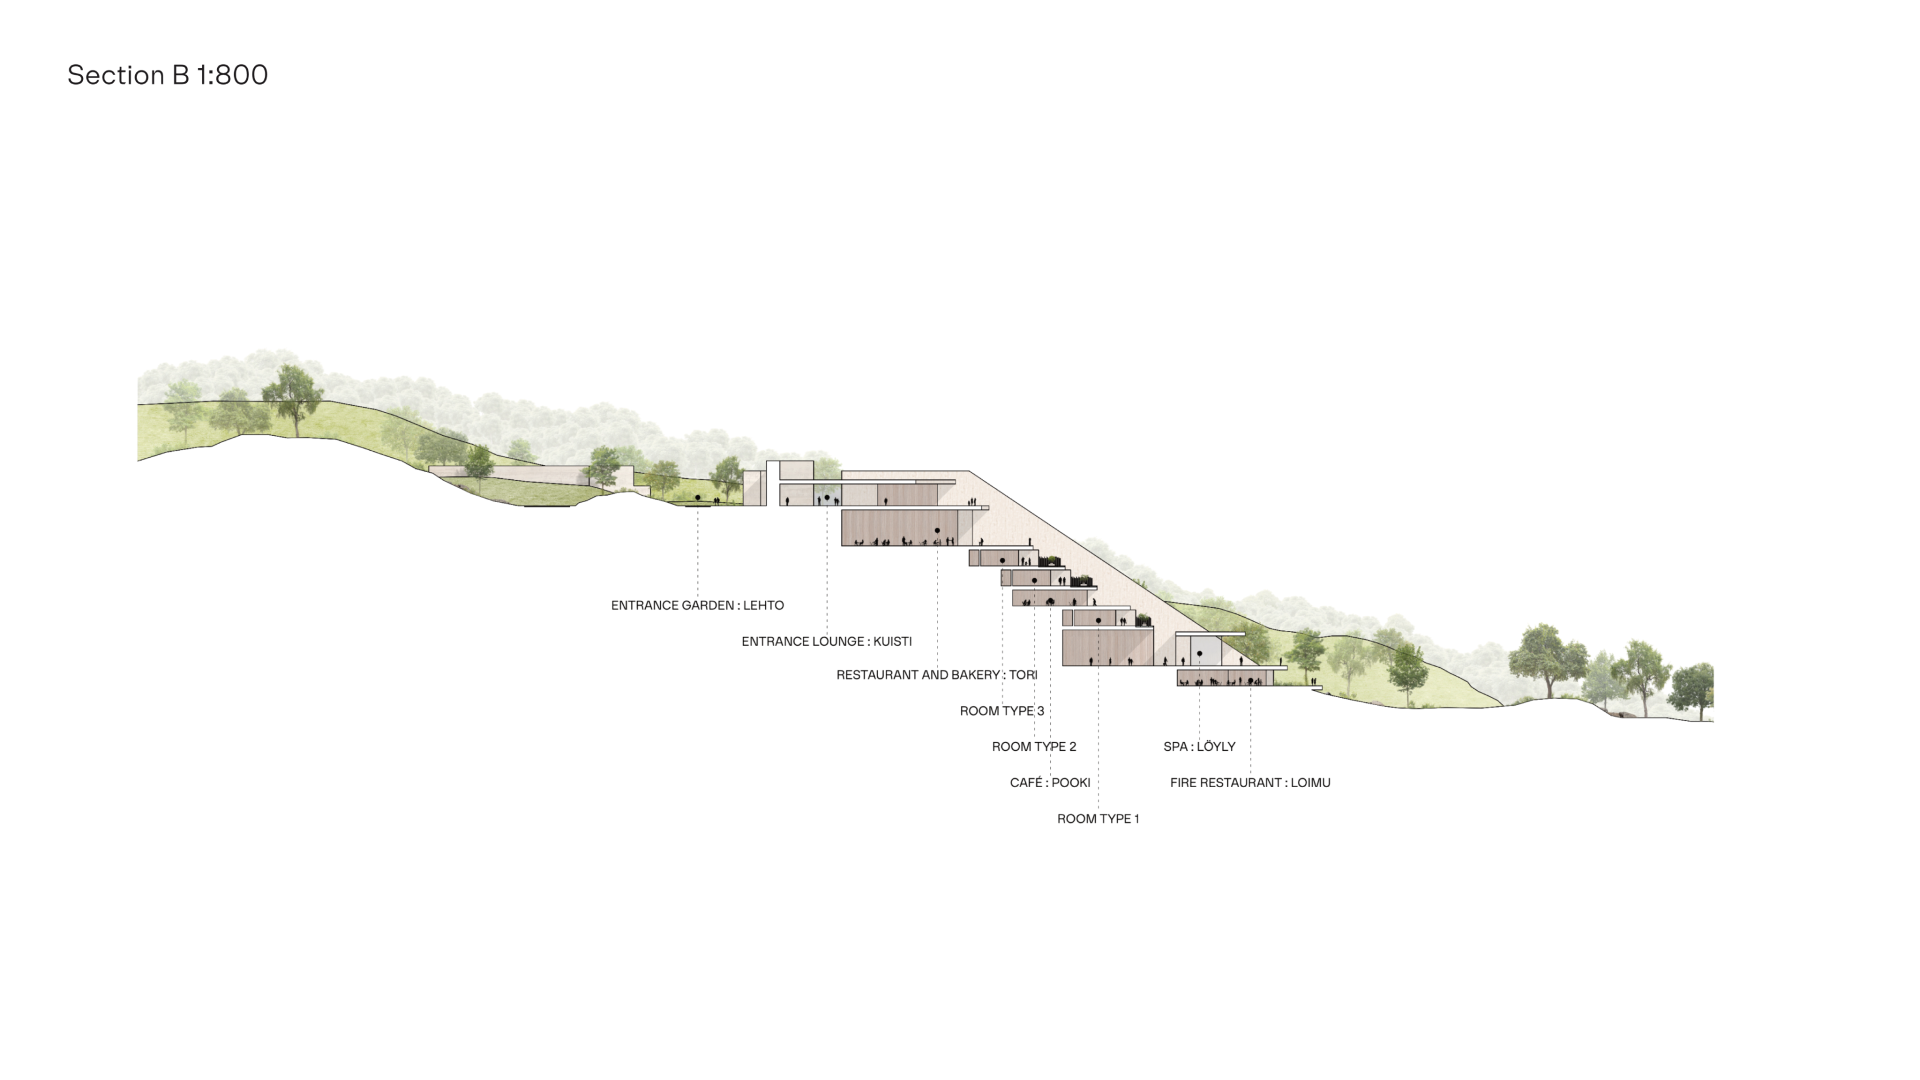 Section B 1:800
ENTRANCE GARDEN : LEHTO
ENTRANCE LOUNGE : KUISTI
RESTAURANT AND BAKERY : TORI
ROOM TYPE 3
ROOM TYPE 2
SPA : LÖYLY
CAFÉ : POOKI
FIRE RESTAURANT : LOIMU
ROOM TYPE 1